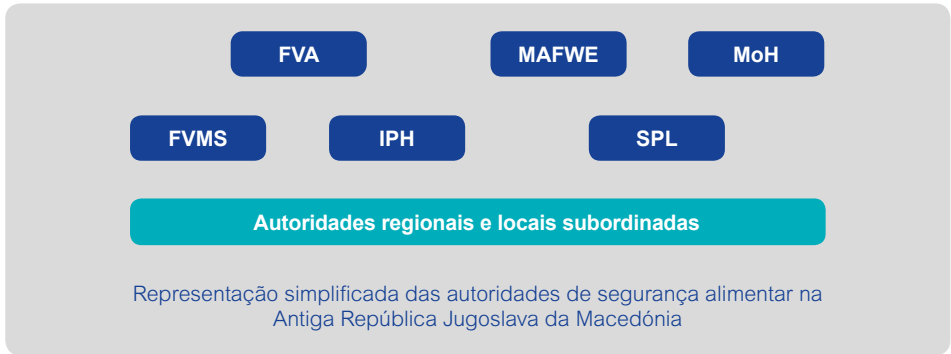 FVA
MAFWE
MoH
FVMS
IPH
SPL
Autoridades regionais e locais subordinadas
Representação simplificada das autoridades de segurança alimentar na
Antiga República Jugoslava da Macedónia